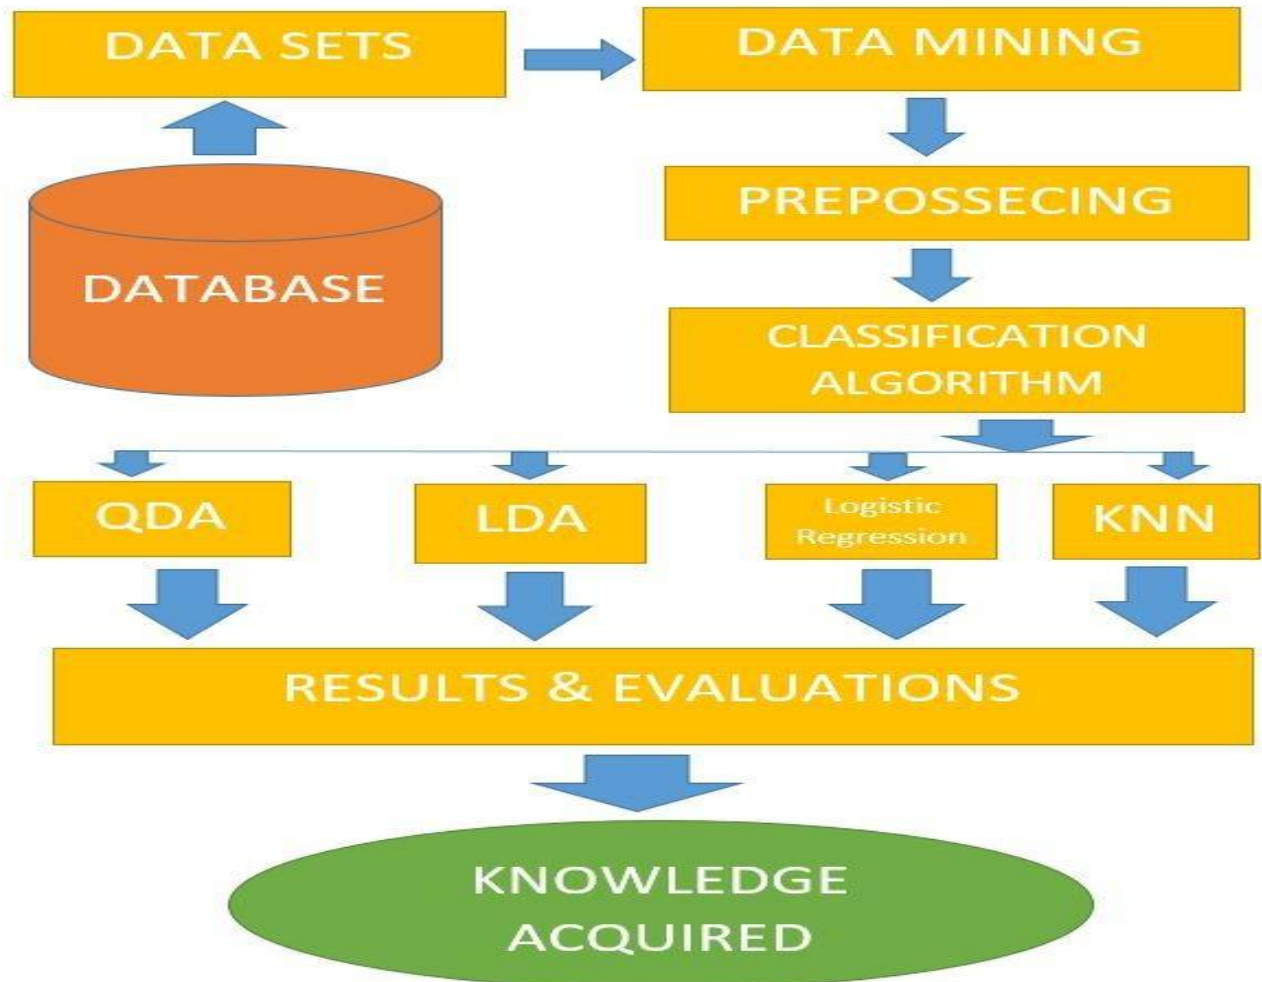 DATA SETS
DATA MINING
PREPOSSECING
DATABASE
CLASSIFICATION
ALGORITHM
QDA
LDA
Logistic
Regression
KNN
RESULTS & EVALUATIONS
KNOWLEDGE
ACQUIRED